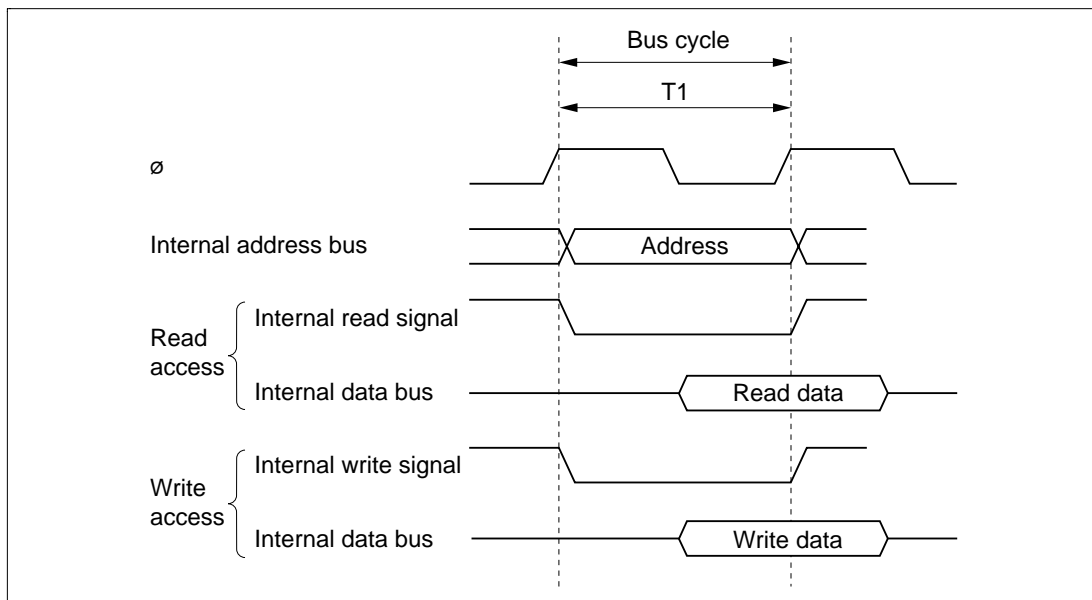 Bus cycle
T1
ø
Internal address bus
Address
Read
access
Internal read signal
Internal data bus
Read data
Write
access
Internal write signal
Internal data bus
Write data